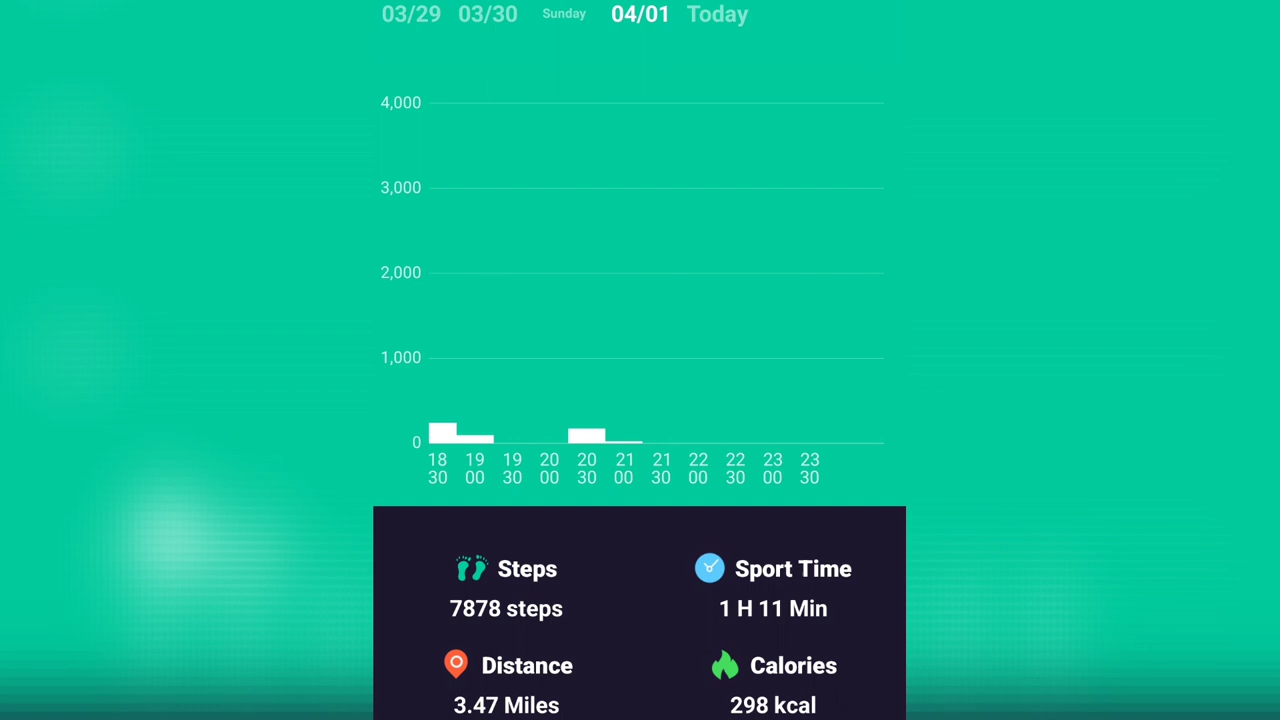 03/29 03/30 Sunday 04/01 Today
4,000
3,000
2,000
1,000
0
18 19 19 20 20 21 21 22 22 23 23
30 00 30 00 30 00 30 00 30 00 30
Steps Sport Time
7878 steps 1 H 11 Min
Distance Calories
3.47 Miles 298 kcal